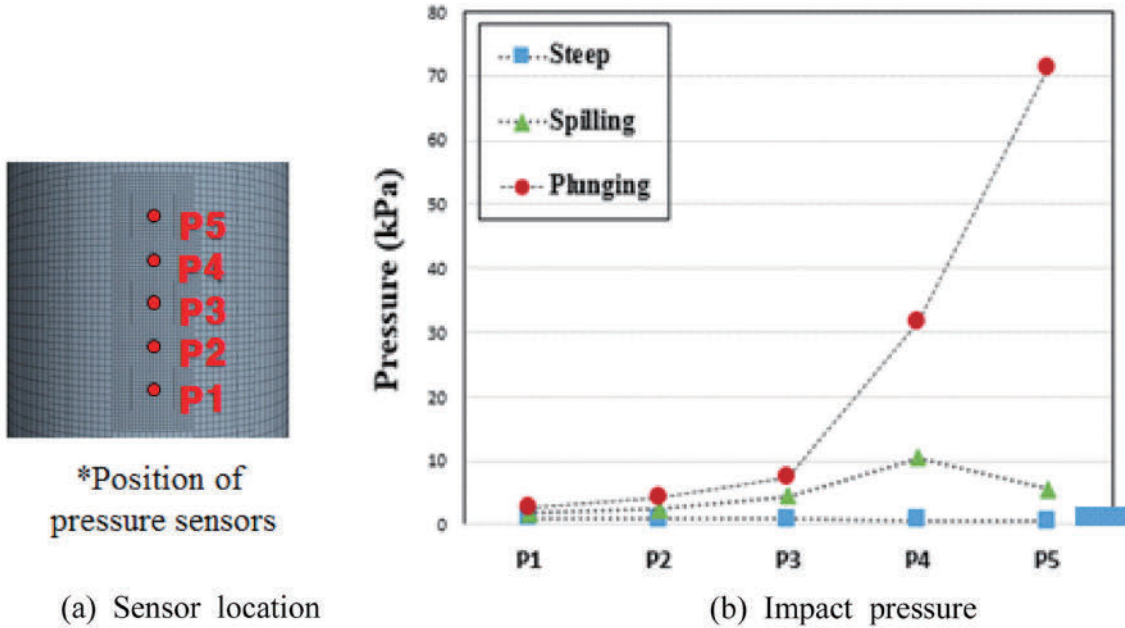 P5
P4
P3
P2
P1
*Position of
pressure sensors
(a) Sensor location
80
70
60
50
40
30
20
10
0
Pressure (kPa)
Steep
Spilling
Plunging
P1 P2 P3 P4 P5
(b) Impact pressure